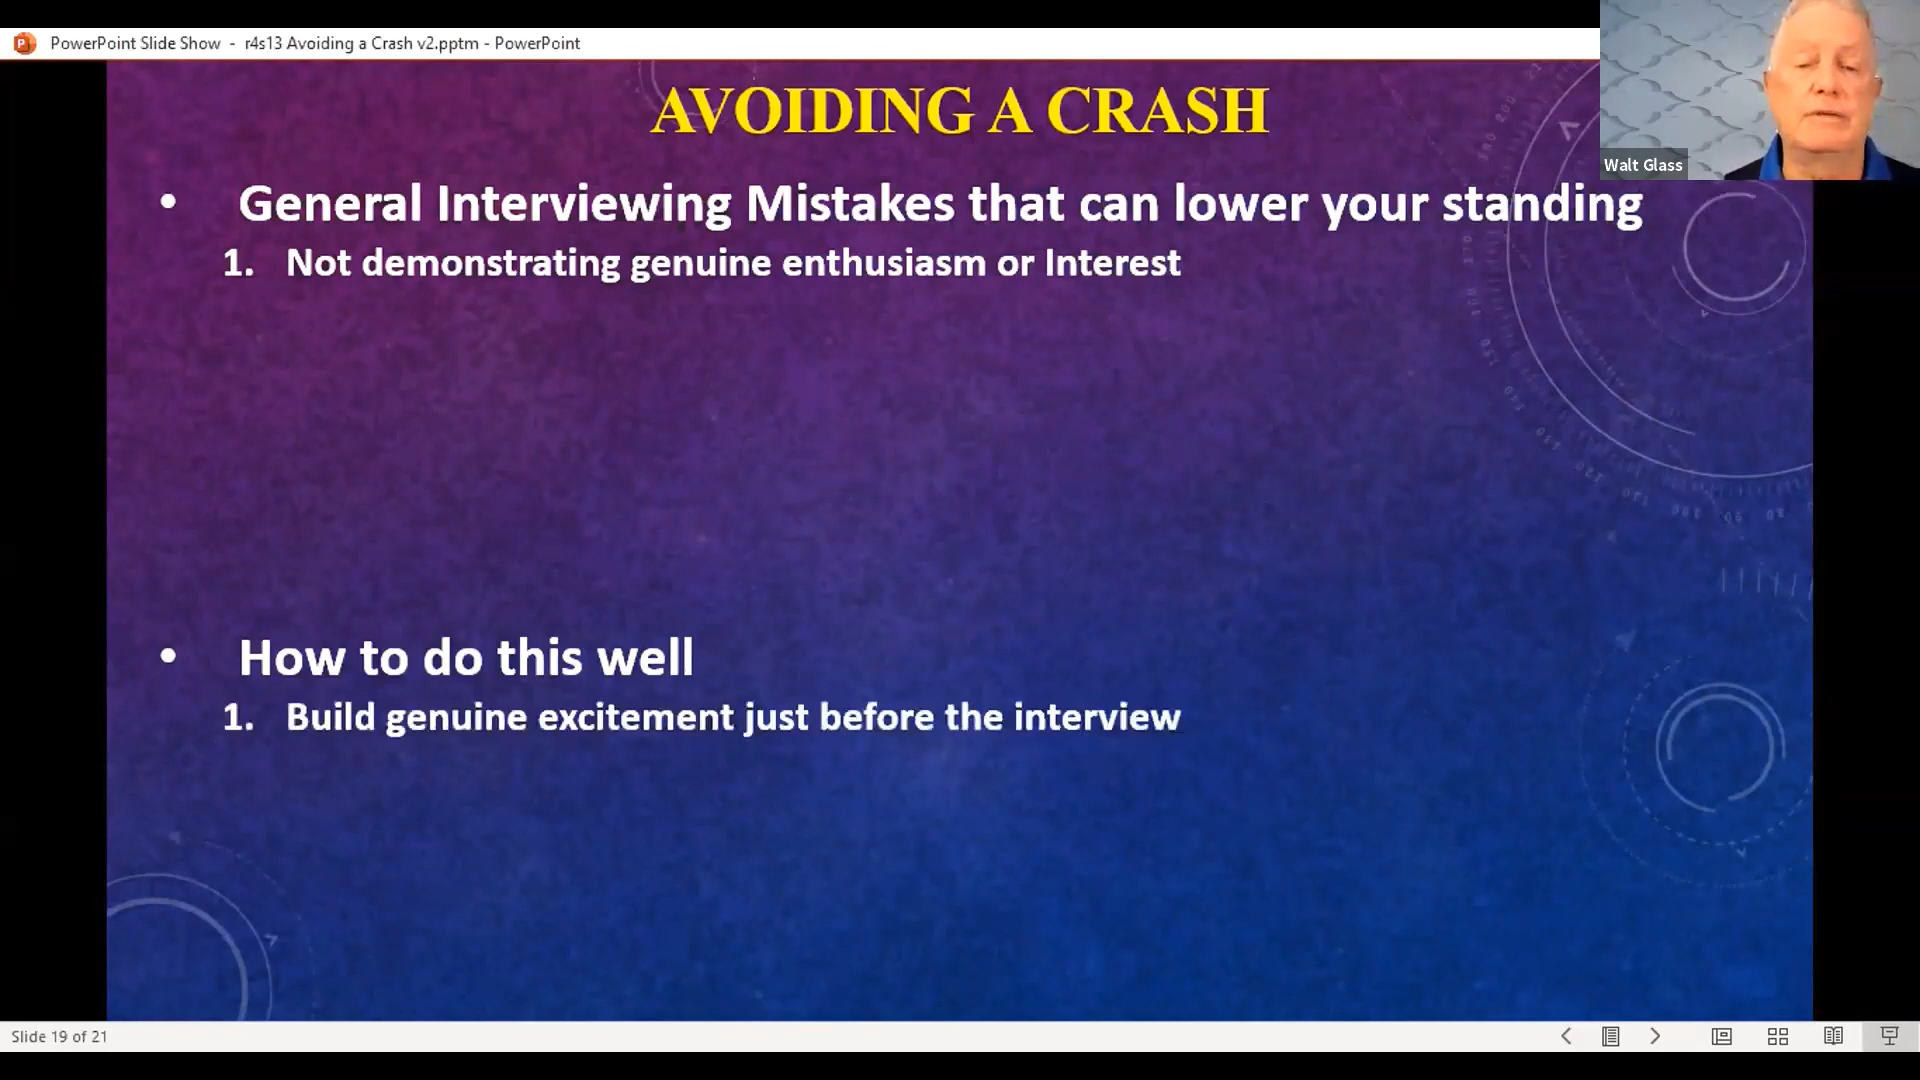 PowerPoint Slide Show - r4s13 Avoiding a Crash v2.pptm - PowerPoint
Walt Glass
AVOIDING A CRASH
• General Interviewing Mistakes that can lower your standing
1. Not demonstrating genuine enthusiasm or Interest
• How to do this well
1. Build genuine excitement just before the interview
Slide 19 of 21